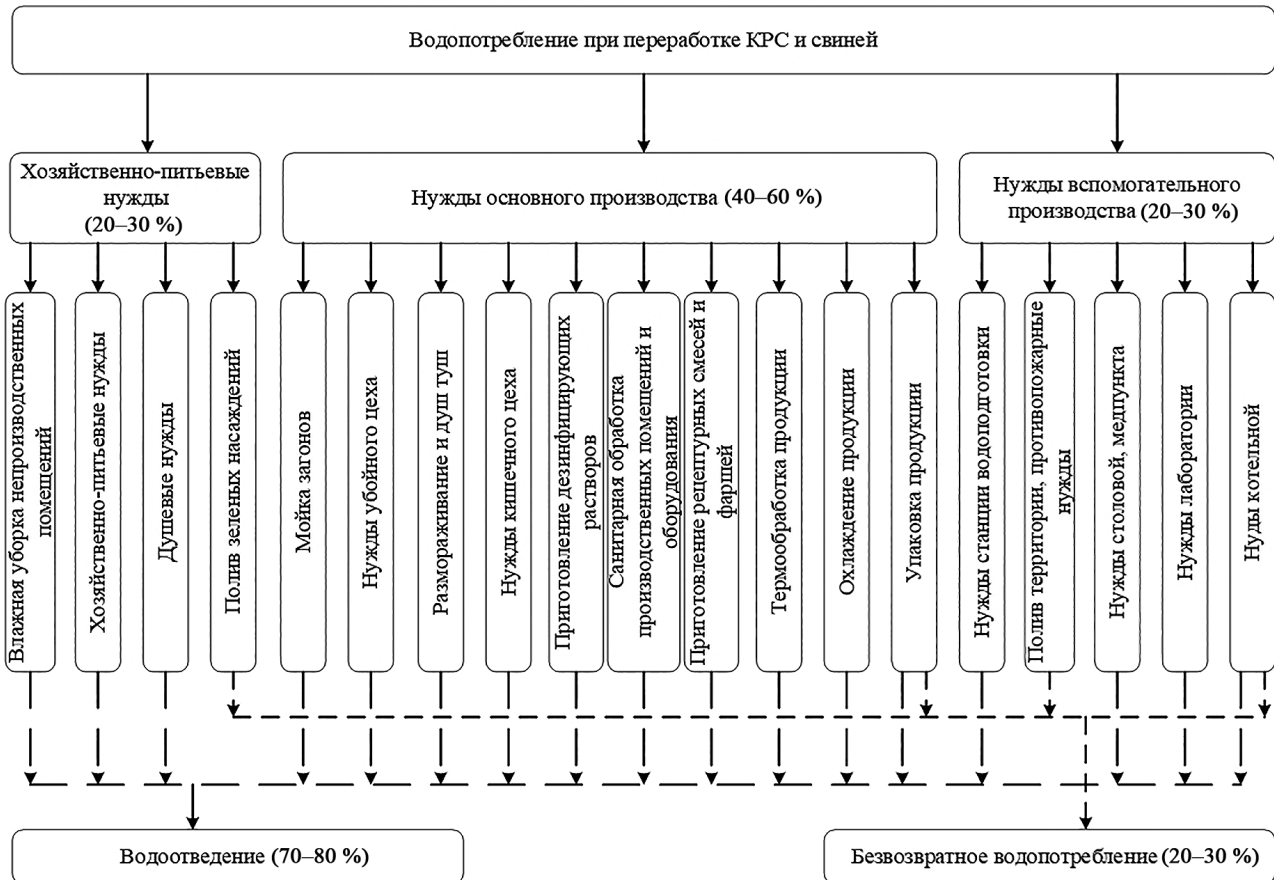 Водопотребление при переработке КРС и свиней
Хозяйственно-питьевые
нужды
(20–30 %)
Нужды основного производства (40–60 %)
Нужды вспомогательного
производства (20–30 %)
Влажная уборка непроизводственных
помещений
Хозяйственно-питьевые нужды
Душевые нужды
Полив зеленых насаждений
Мойка загонов
Нужды убойного цеха
Размораживание и душ туш
Нужды кишечного цеха
Приготовление дезинфицирующих
растворов
Санитарная обработка
производственных помещений и
оборудования
Приготовление рецептурных смесей и
фаршей
Термообработка продукции
Охлаждение продукции
Упаковка продукции
Нужды станции водоподготовки
Полив территории, противопожарные
нужды
Нужды столовой, медпункта
Нужды лаборатории
Нуды котельной
Водоотведение (70–80 %)
Безвозвратное водопотребление (20–30 %)